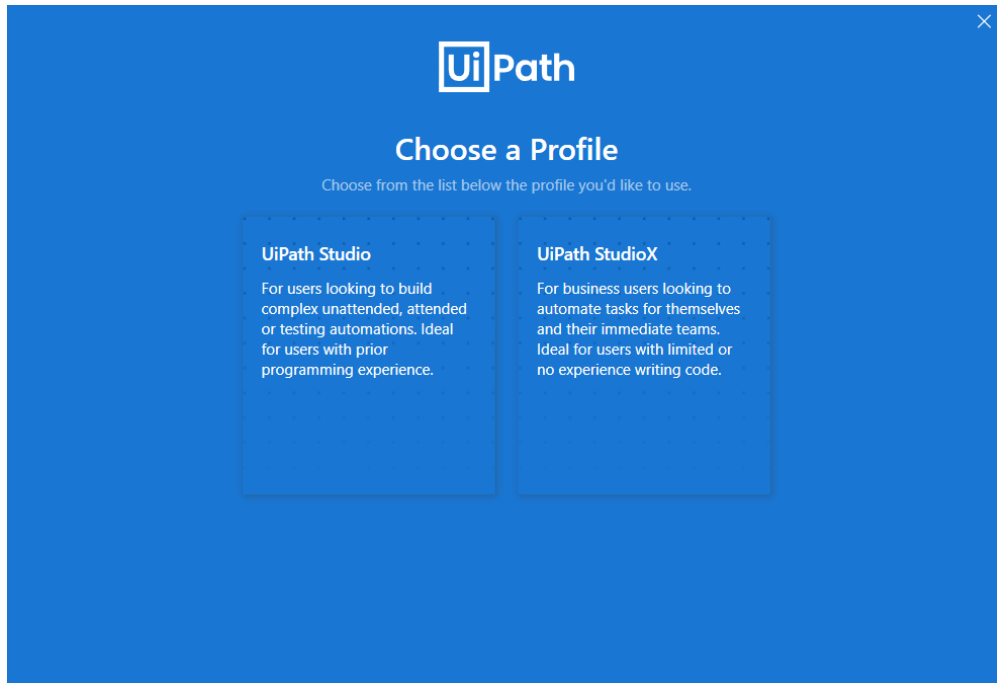 UiPath
Choose a Profile
Choose from the list below the profile you'd like to use.
UiPath Studio
For users looking to build
complex unattended, attended
or testing automations. Ideal
for users with prior
programming experience.
UiPath StudioX
For business users looking to
automate tasks for themselves
and their immediate teams.
Ideal for users with limited or
no experience writing code.